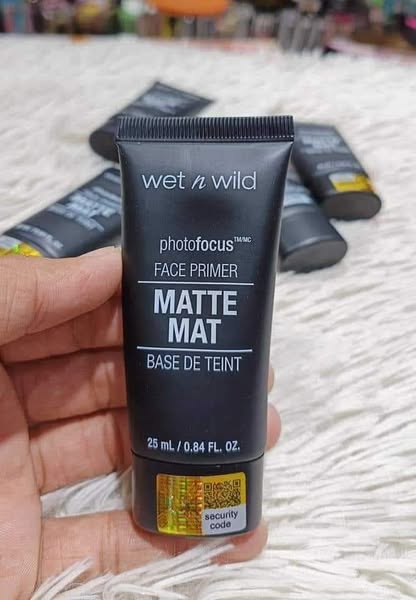 wet n wild
photofocus™/MC
FACE PRIMER
MATTE
MAT
BASE DE TEINT
25 mL / 0.84 FL. OZ.
security
code